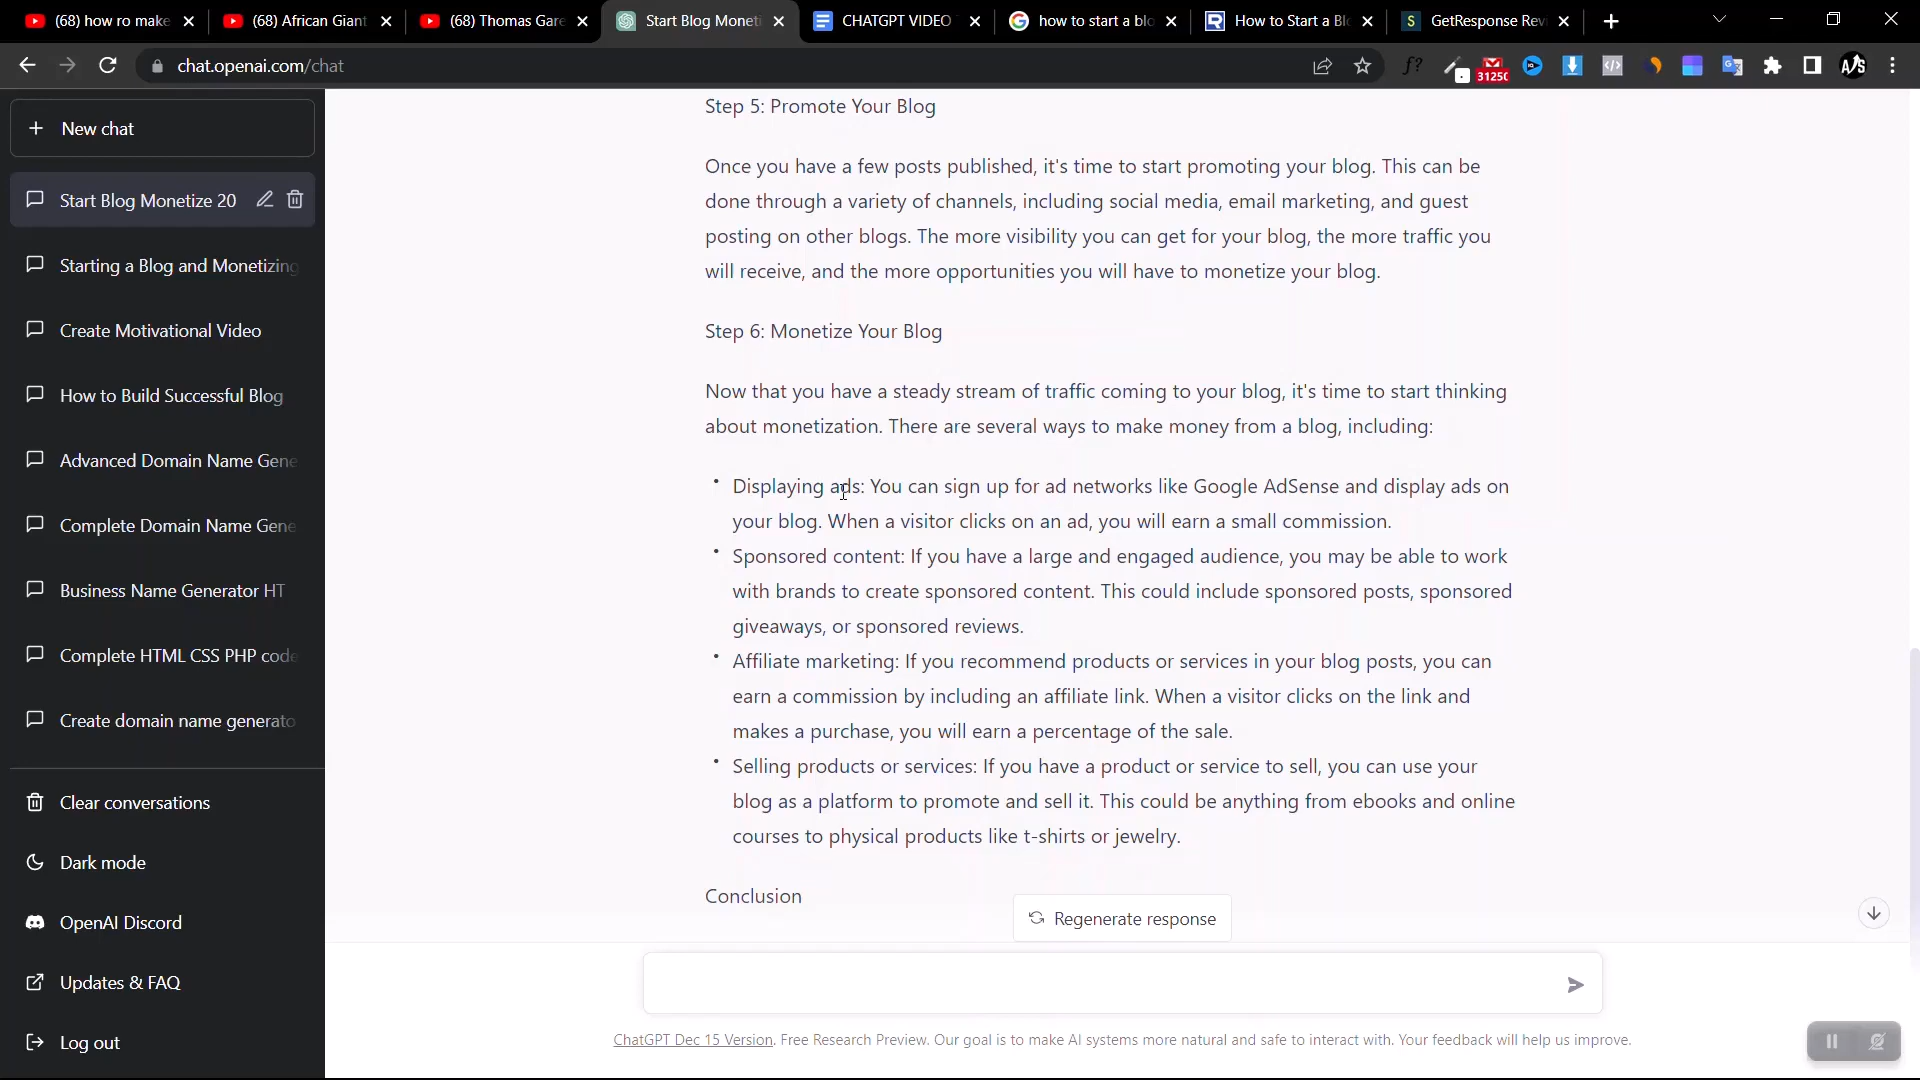 (68) how ro make
(68) African Giant
(68) Thomas Gare
Start Blog Moneti
CHATGPT VIDEO
how to start a blo
How to Start a Bl
S
GetResponse Revi
chat.openai.com/chat
f?
31250
A/S
New chat
Start Blog Monetize 20
Starting a Blog and Monetizing
Create Motivational Video
How to Build Successful Blog
Advanced Domain Name Gene
Complete Domain Name Gene
Business Name Generator HT
Complete HTML CSS PHP code
Create domain name generato
Clear conversations
Dark mode
OpenAI Discord
Updates & FAQ
Log out
Step 5: Promote Your Blog
Once you have a few posts published, it's time to start promoting your blog. This can be
done through a variety of channels, including social media, email marketing, and guest
posting on other blogs. The more visibility you can get for your blog, the more traffic you
will receive, and the more opportunities you will have to monetize your blog.
Step 6: Monetize Your Blog
Now that you have a steady stream of traffic coming to your blog, it's time to start thinking
about monetization. There are several ways to make money from a blog, including:
• Displaying ads: You can sign up for ad networks like Google AdSense and display ads on
your blog. When a visitor clicks on an ad, you will earn a small commission.
• Sponsored content: If you have a large and engaged audience, you may be able to work
with brands to create sponsored content. This could include sponsored posts, sponsored
giveaways, or sponsored reviews.
• Affiliate marketing: If you recommend products or services in your blog posts, you can
earn a commission by including an affiliate link. When a visitor clicks on the link and
makes a purchase, you will earn a percentage of the sale.
• Selling products or services: If you have a product or service to sell, you can use your
blog as a platform to promote and sell it. This could be anything from ebooks and online
courses to physical products like t-shirts or jewelry.
Conclusion
Regenerate response
ChatGPT Dec 15 Version. Free Research Preview. Our goal is to make AI systems more natural and safe to interact with. Your feedback will help us improve.